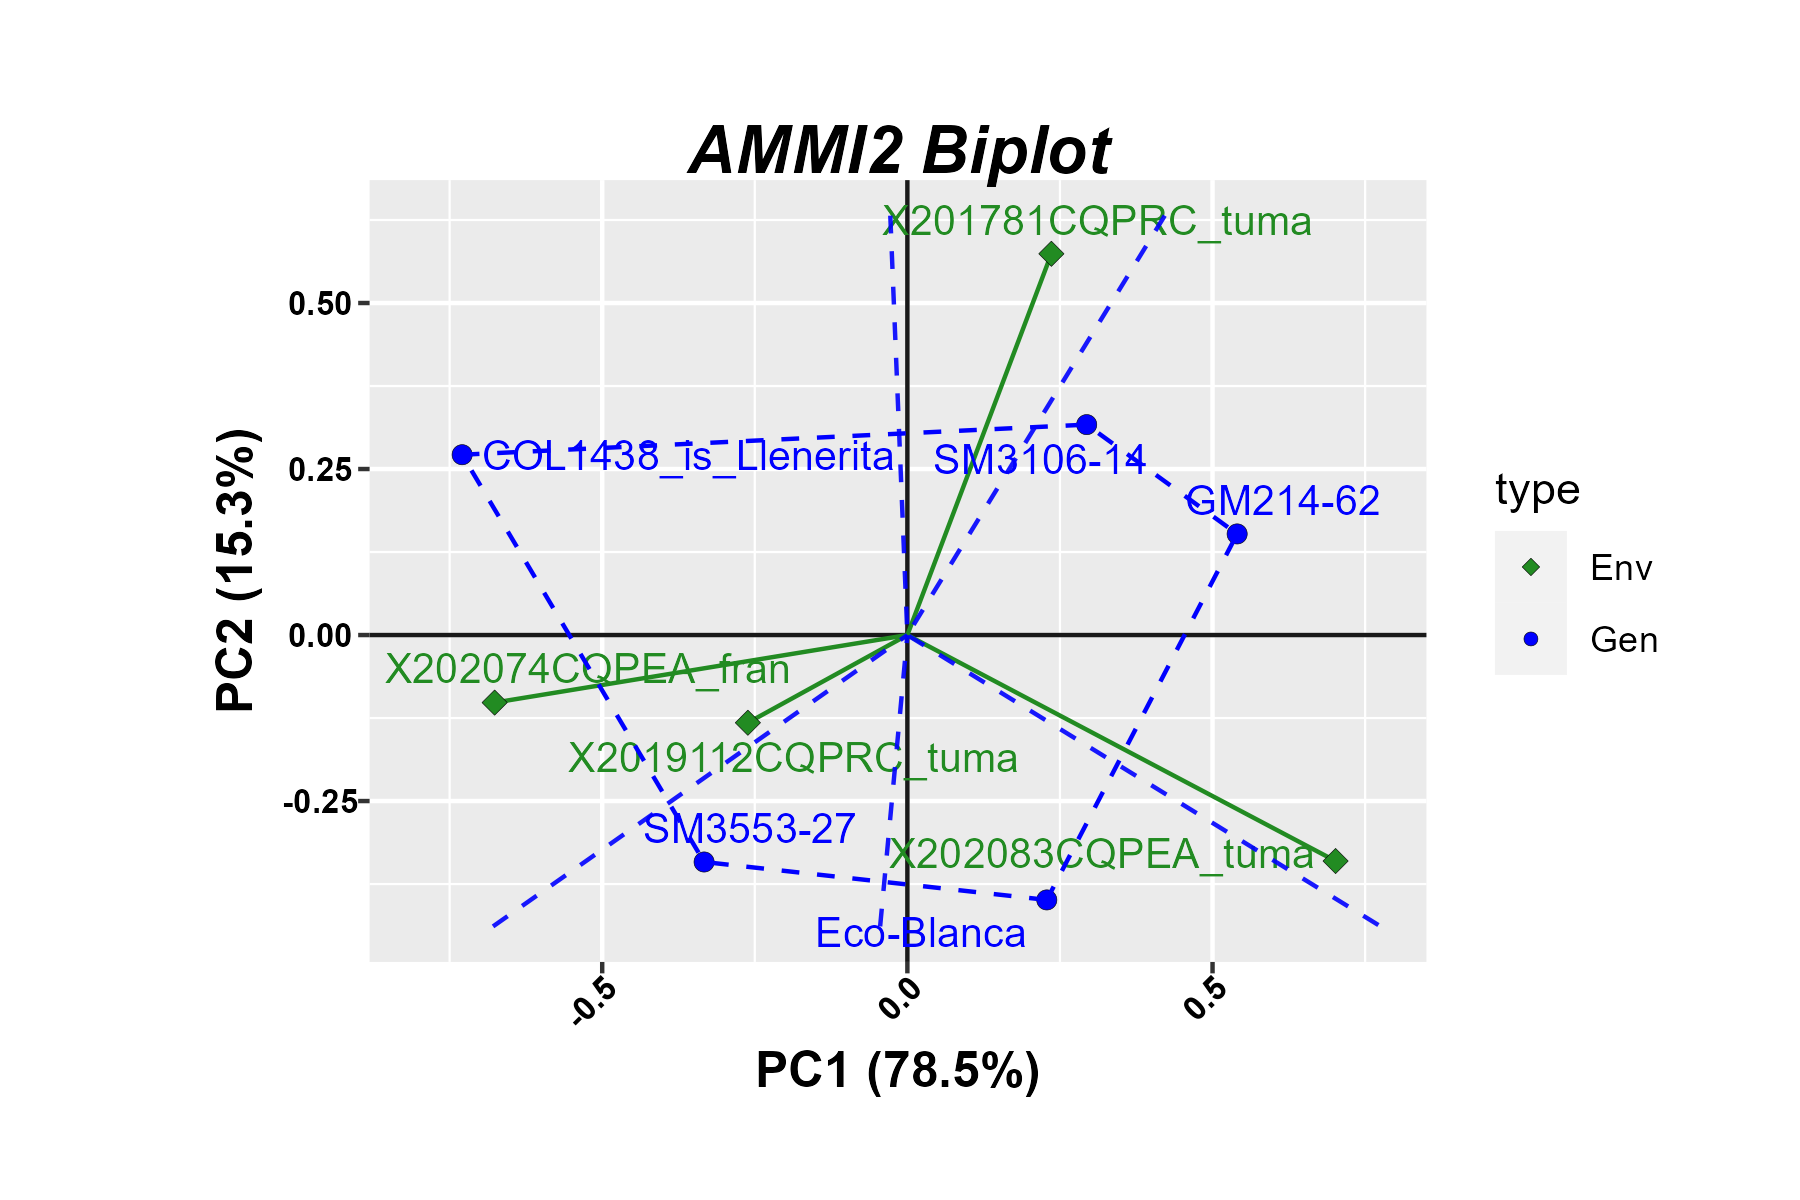 AMMI2 Biplot
X201781CQPRC_tuma
0.50
COL1438_is_Llenerita
SM3106-14
0.25
GM214-62
type
Env
Gen
0.00
X202074CQPEA_fran
X2019112CQPRC_tuma
-0.25
SM3553-27
X202083CQPEA_tuma
Eco-Blanca
PC2 (15.3%)
-0.5
0.0
0.5
PC1 (78.5%)